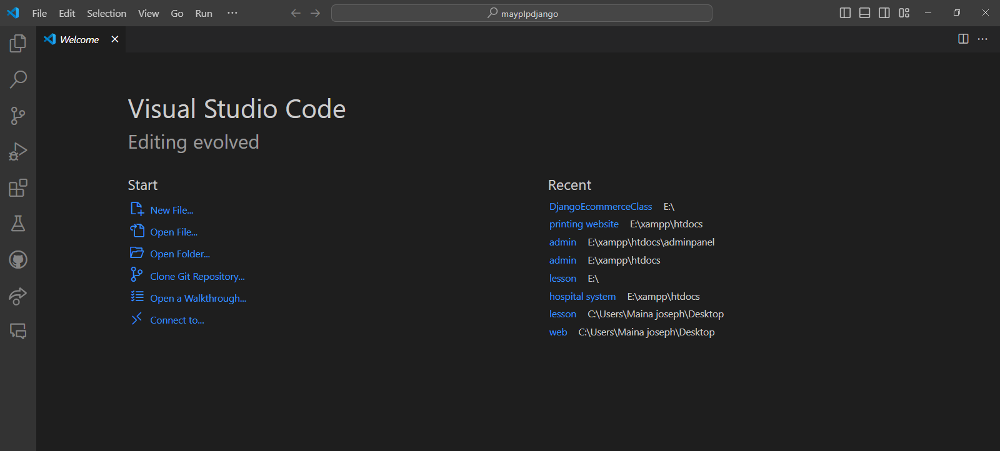 File Edit Selection View Go Run ··· mayplpdjango
Welcome
Visual Studio Code
Editing evolved
Start
New File...
Open File...
Open Folder...
Clone Git Repository...
Open a Walkthrough...
Connect to...
Recent
DjangoEcommerceClass E:\
printing website E:\xampp\htdocs
admin E:\xampp\htdocs\adminpanel
admin E:\xampp\htdocs
lesson E:\
hospital system E:\xampp\htdocs
lesson C:\Users\Maina joseph\Desktop
web C:\Users\Maina joseph\Desktop